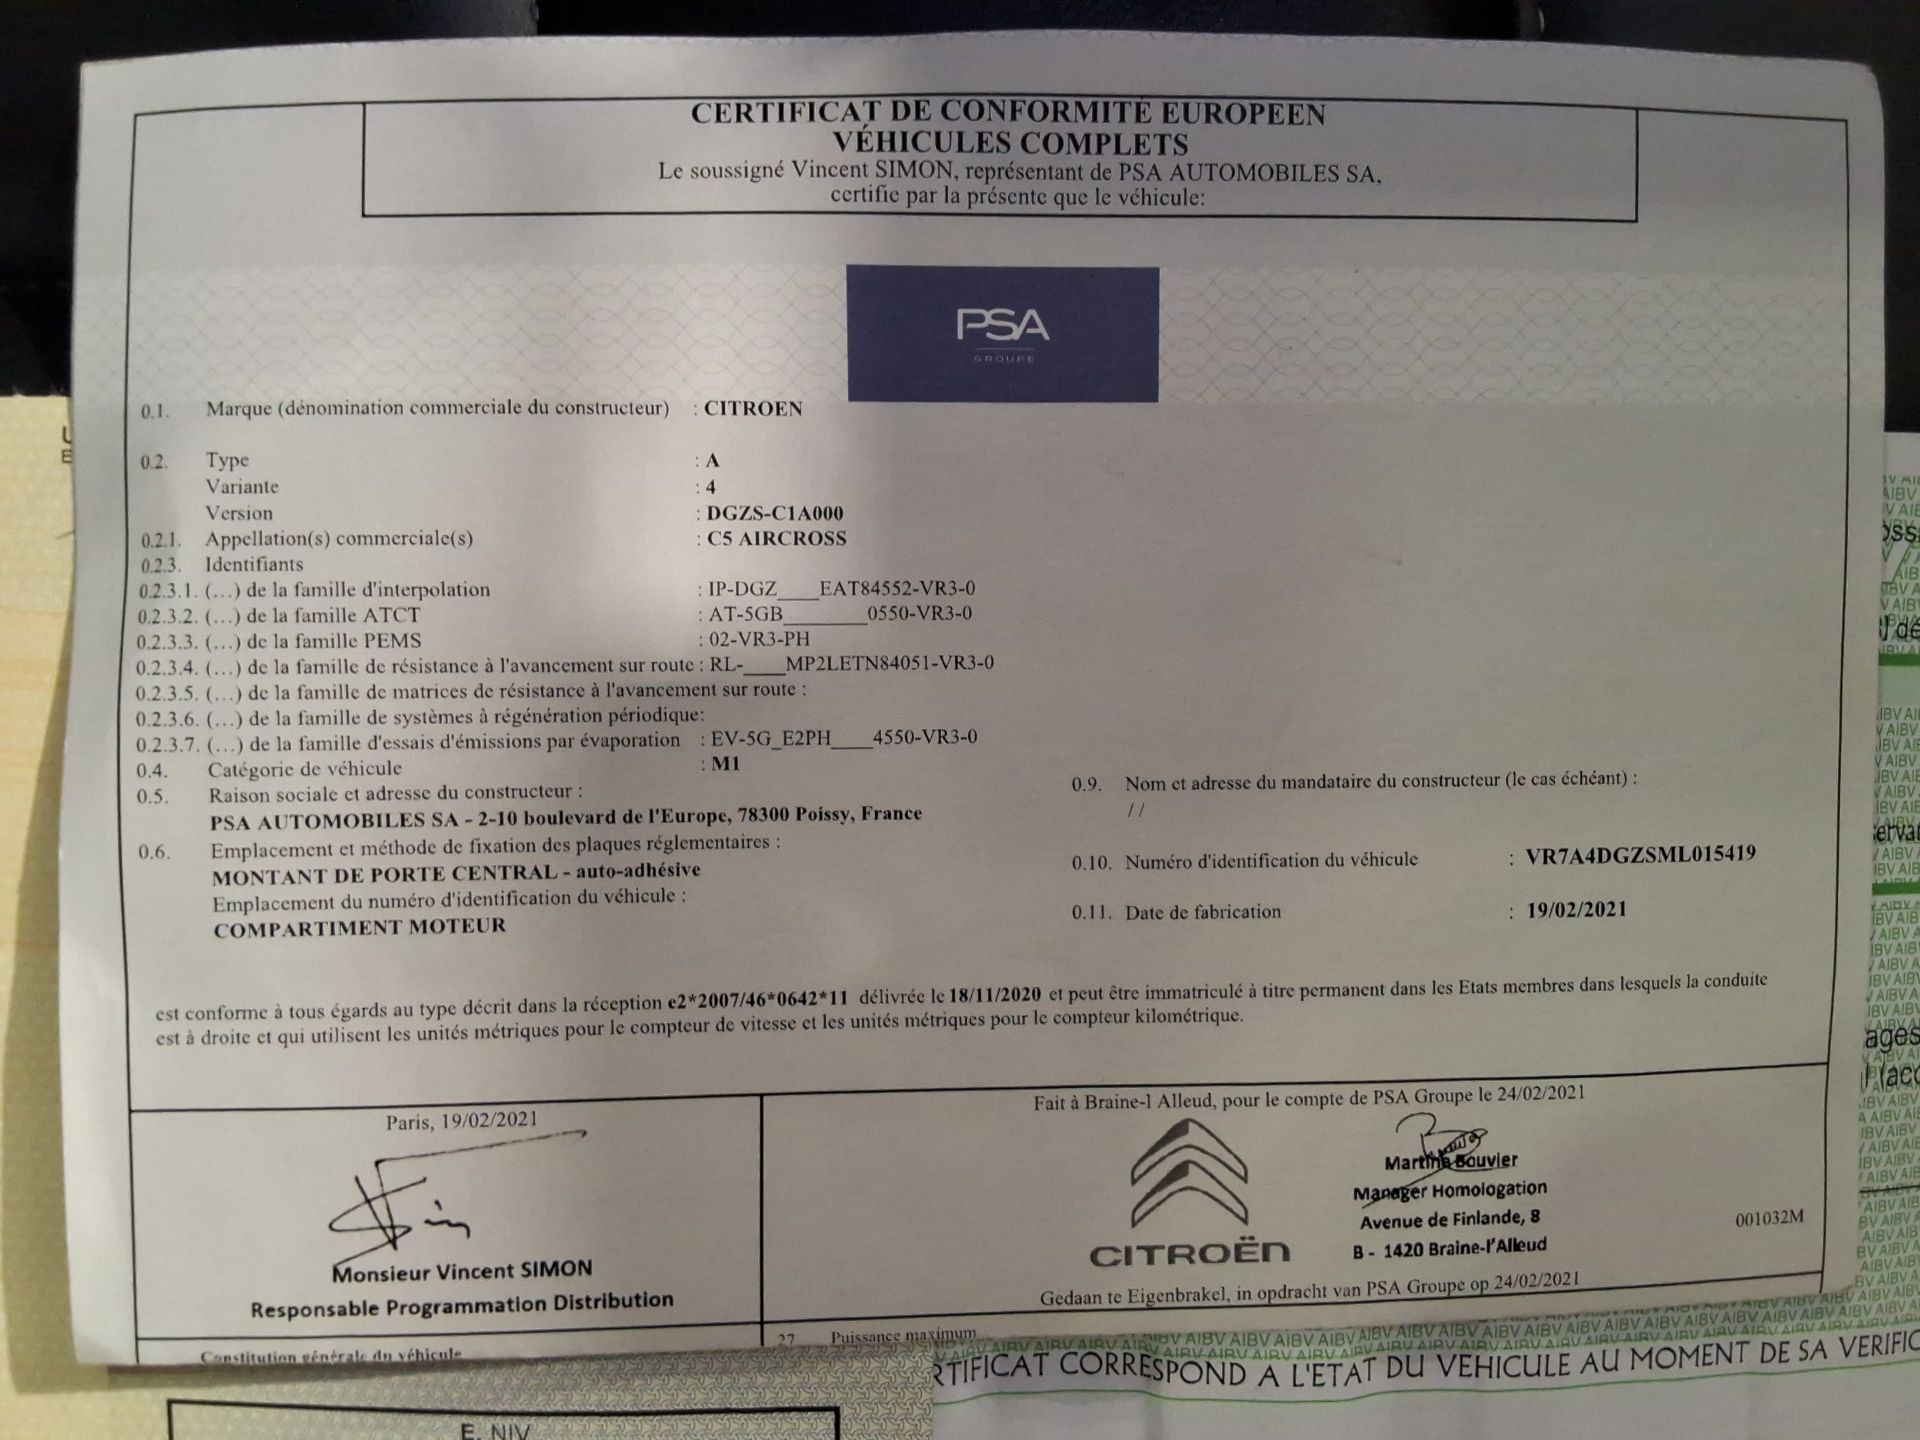 CERTIFICAT DE CONFORMITÉ EUROPEEN
VÉHICULES COMPLETS
Le soussigné Vincent SIMON, représentant de PSA AUTOMOBILES SA,
certifie par la présente que le véhicule:
PSA
GROUPE
0.1. Marque (dénomination commerciale du constructeur) : CITROEN
0.2. Type : A
Variante : 4
Version : DGZS-C1A000
0.2.1. Appellation(s) commerciale(s) : C5 AIRCROSS
0.2.3. Identifiants
0.2.3.1. (...) de la famille d'interpolation : IP-DGZ____EAT84552-VR3-0
0.2.3.2. (...) de la famille ATCT : AT-5GB________0550-VR3-0
0.2.3.3. (...) de la famille PEMS : 02-VR3-PH
0.2.3.4. (...) de la famille de résistance à l'avancement sur route : RL-____MP2LETN84051-VR3-0
0.2.3.5. (...) de la famille de matrices de résistance à l'avancement sur route :
0.2.3.6. (...) de la famille de systèmes à régénération périodique:
0.2.3.7. (...) de la famille d'essais d'émissions par évaporation : EV-5G_E2PH____4550-VR3-0
0.4. Catégorie de véhicule : M1
0.5. Raison sociale et adresse du constructeur :
PSA AUTOMOBILES SA - 2-10 boulevard de l'Europe, 78300 Poissy, France
0.6. Emplacement et méthode de fixation des plaques réglementaires :
MONTANT DE PORTE CENTRAL - auto-adhésive
Emplacement du numéro d'identification du véhicule :
COMPARTIMENT MOTEUR
0.9. Nom et adresse du mandataire du constructeur (le cas échéant) :
/ /
0.10. Numéro d'identification du véhicule : VR7A4DGZSML015419
0.11. Date de fabrication : 19/02/2021
est conforme à tous égards au type décrit dans la réception e2*2007/46*0642*11 délivrée le 18/11/2020 et peut être immatriculé à titre permanent dans les Etats membres dans lesquels la conduite
est à droite et qui utilisent les unités métriques pour le compteur de vitesse et les unités métriques pour le compteur kilométrique.
Paris, 19/02/2021
Monsieur Vincent SIMON
Responsable Programmation Distribution
Fait à Braine-l Alleud, pour le compte de PSA Groupe le 24/02/2021
CITROËN
Martine Bouvier
Manager Homologation
Avenue de Finlande, 8
B - 1420 Braine-l'Alleud
001032M
Gedaan te Eigenbrakel, in opdracht van PSA Groupe op 24/02/2021
Constitution générale du véhicule
27 Puissance maximum
RTIFICAT CORRESPOND A L'ETAT DU VEHICULE AU MOMENT DE SA VERIFIC
E. NIV